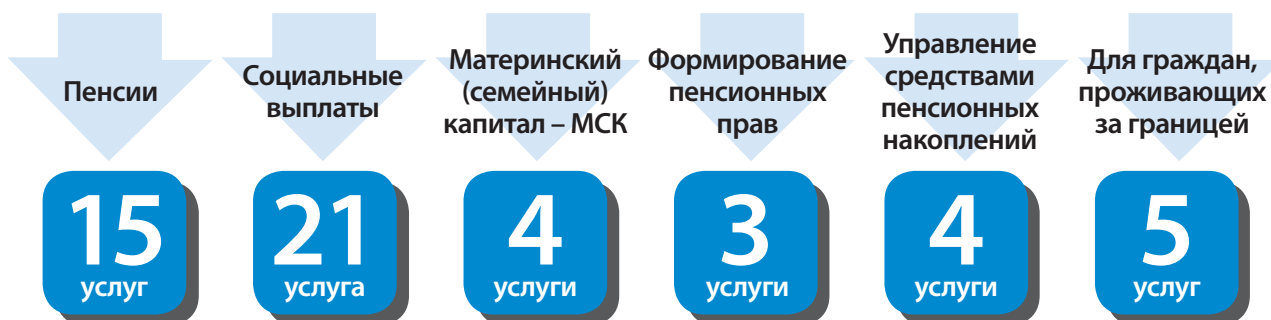 Пенсии
15
услуг
Социальные
выплаты
21
услуга
Материнский
(семейный)
капитал – МСК
4
услуги
Формирование
пенсионных
прав
3
услуги
Управление
средствами
пенсионных
накоплений
4
услуги
Для граждан,
проживающих
за границей
5
услуг